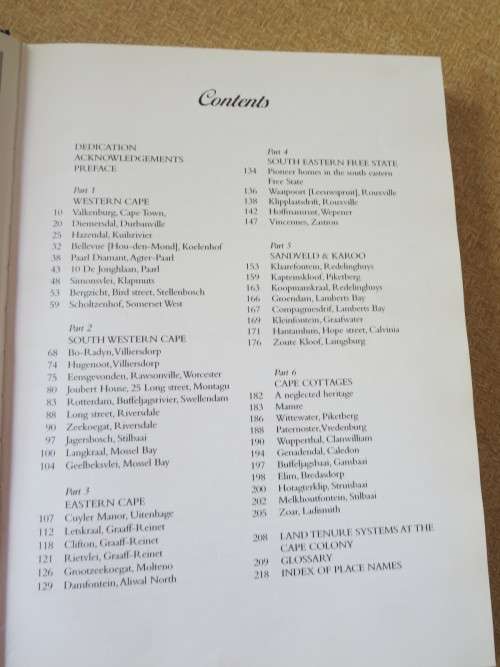 Contents
DEDICATION
ACKNOWLEDGEMENTS
PREFACE
Part 1
WESTERN CAPE
10 Valkenburg, Cape Town,
20 Diemersdal, Durbanville
25 Hazendal, Kuilsrivier
32 Bellevue [Hou-den-Mond], Koelenhof
38 Paarl Diamant, Agter-Paarl
43 10 De Jonghlaan, Paarl
48 Simonsvlei, Klapmuts
53 Bergzicht, Bird street, Stellenbosch
59 Scholtzenhof, Somerset West
Part 2
SOUTH WESTERN CAPE
68 Bo-Radyn, Villiersdorp
74 Hugenoot, Villiersdorp
75 Eensgevonden, Rawsonville, Worcester
80 Joubert House, 25 Long street, Montagu
83 Rotterdam, Buffeljagsrivier, Swellendam
88 Long street, Riversdale
90 Zeekoegat, Riversdale
97 Jagersbosch, Stilbaai
100 Langkraal, Mossel Bay
104 Geelbeksvlei, Mossel Bay
Part 3
EASTERN CAPE
107 Cuyler Manor, Uitenhage
112 Letskraal, Graaff-Reinet
118 Clifton, Graaff-Reinet
121 Rietvlei, Graaff-Reinet
126 Grootzeekoegat, Molteno
129 Damfontein, Aliwal North
Part 4
SOUTH EASTERN FREE STATE
134 Pioneer homes in the south eastern
Free State
136 Waaipoort [Leeuwspruit], Rouxville
138 Klipplaatsdrift, Rouxville
142 Hoffmansrust, Wepener
147 Vincennes, Zastron
Part 5
SANDVELD & KAROO
153 Klaarefontein, Redelinghuys
159 Kapteinskloof, Piketberg
163 Koopmanskraal, Redelinghuys
166 Groendam, Lamberts Bay
167 Compagniesdrif, Lamberts Bay
169 Kleinfontein, Graafwater
171 Hantamhuis, Hope street, Calvinia
176 Zoute Kloof, Laingsburg
Part 6
CAPE COTTAGES
182 A neglected heritage
183 Mamre
186 Wittewater, Piketberg
188 Paternoster, Vredenburg
190 Wupperthal, Clanwilliam
194 Genadendal, Caledon
197 Buffeljagsbaai, Gansbaai
198 Elim, Bredasdorp
200 Hotagterklip, Struisbaai
202 Melkhoutfontein, Stilbaai
205 Zoar, Ladismith
208 LAND TENURE SYSTEMS AT THE
CAPE COLONY
209 GLOSSARY
218 INDEX OF PLACE NAMES